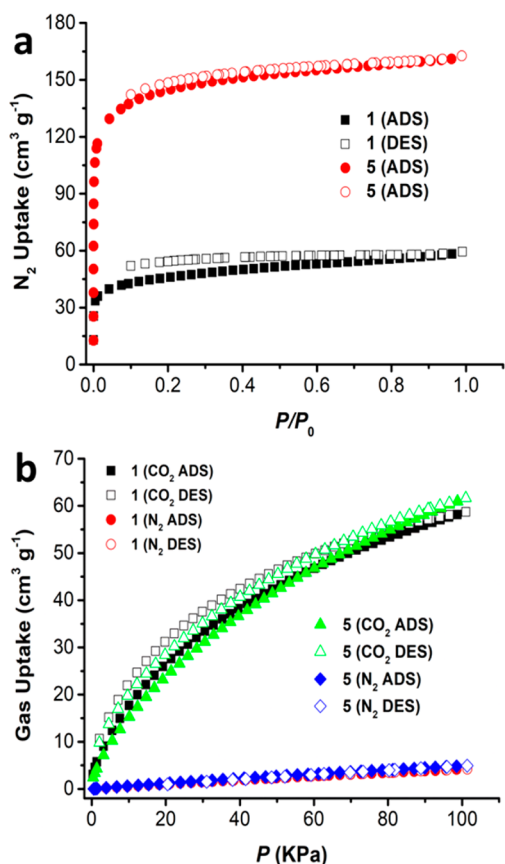 a
N₂ Uptake (cm³ g⁻¹)
180
150
120
90
60
30
0
1 (ADS)
1 (DES)
5 (ADS)
5 (ADS)
0.0 0.2 0.4 0.6 0.8 1.0
P/P₀
b
Gas Uptake (cm³ g⁻¹)
70
60
50
40
30
20
10
0
1 (CO₂ ADS)
1 (CO₂ DES)
1 (N₂ ADS)
1 (N₂ DES)
5 (CO₂ ADS)
5 (CO₂ DES)
5 (N₂ ADS)
5 (N₂ DES)
0 20 40 60 80 100
P (KPa)